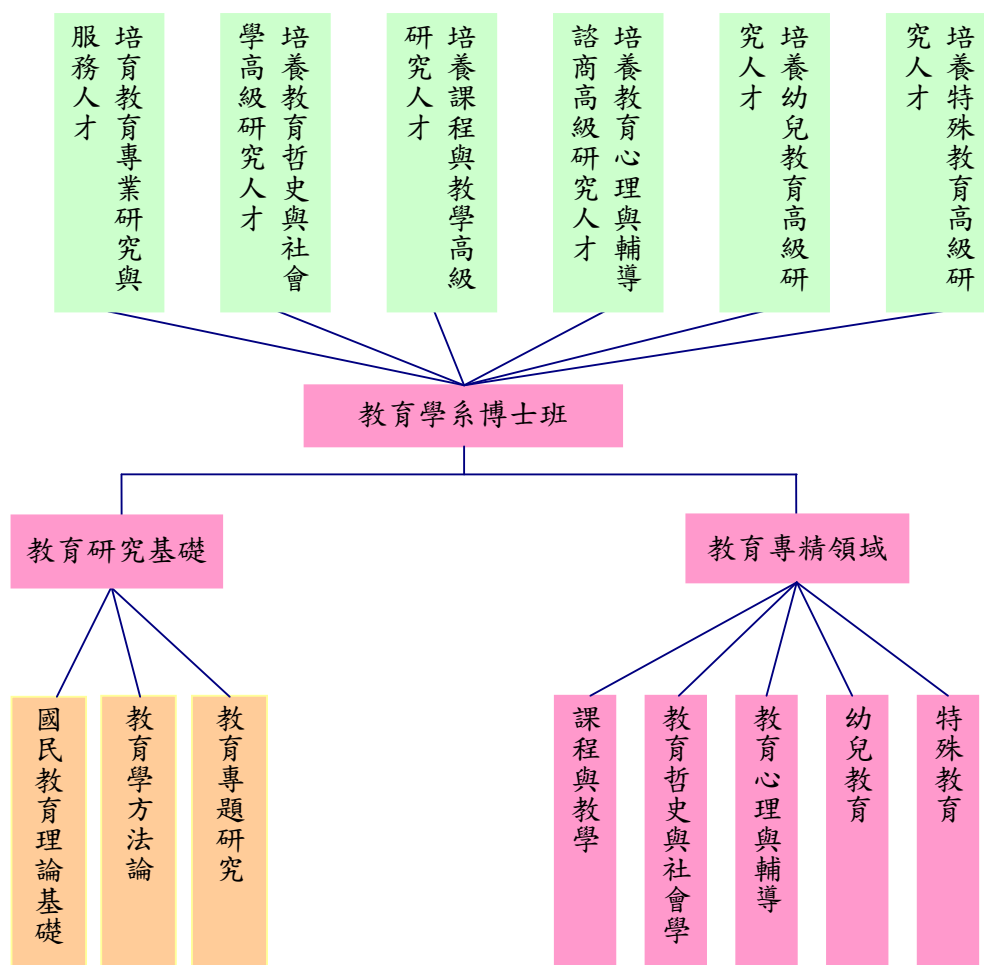 培育教育專業研究與
服務人才
培養教育哲史與社會
學高級研究人才
培養課程與教學高級
研究人才
培養教育心理與輔導
諮商高級研究人才
培養幼兒教育高級研
究人才
培養特殊教育高級研
究人才
教育學系博士班
教育研究基礎
教育專精領域
國民教育理論基礎
教育學方法論
教育專題研究
課程與教學
教育哲史與社會學
教育心理與輔導
幼兒教育
特殊教育